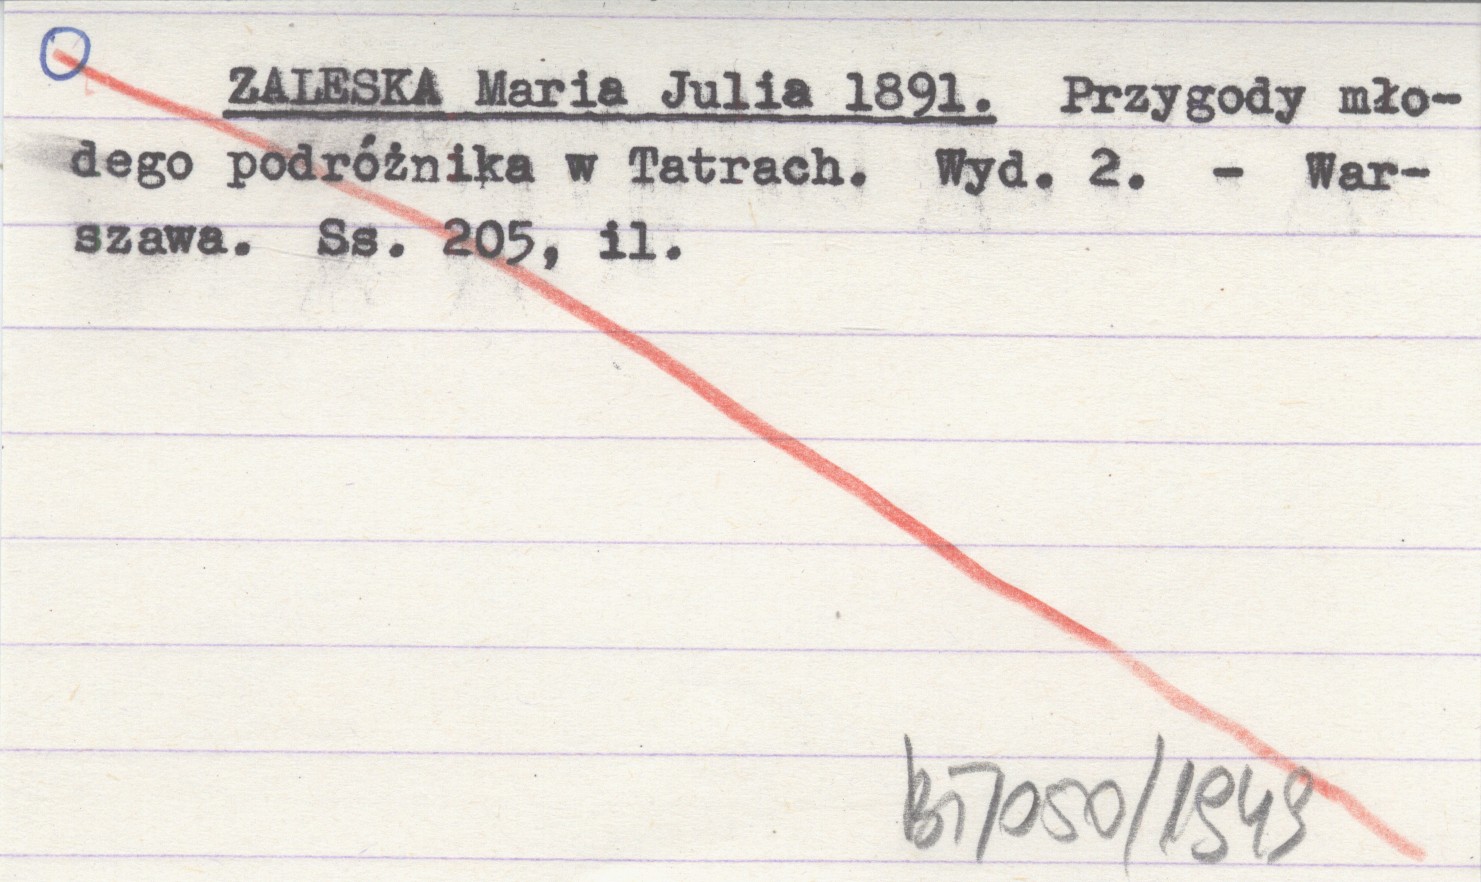 ZALESKA Maria Julia 1891. Przygody mło-
dego podróżnika w Tatrach. Wyd. 2. - War-
szawa. Ss. 205, il.
B17050/1949